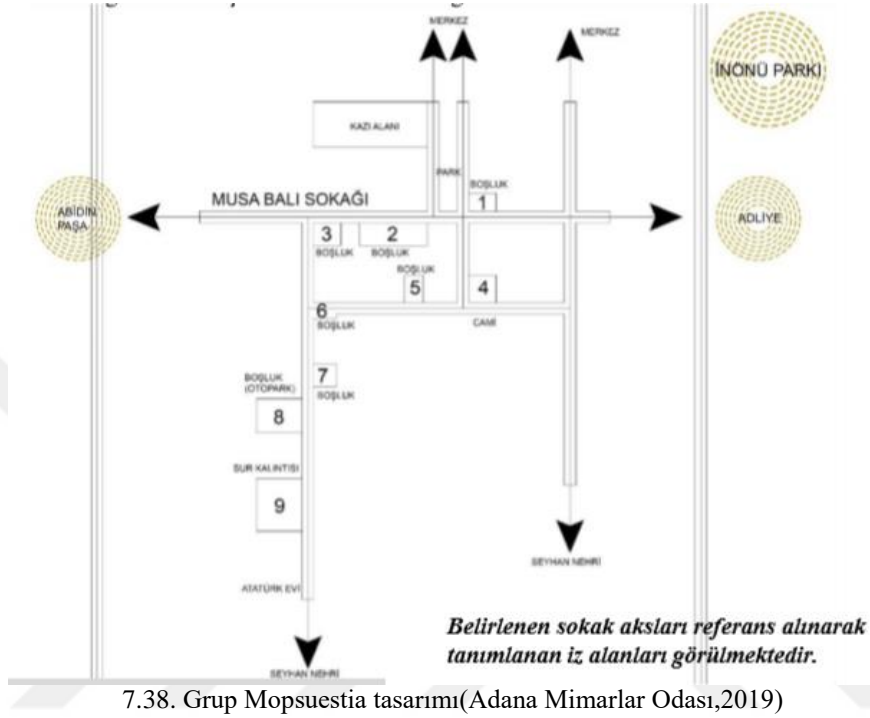 MERKEZ
MERKEZ
İNÖNÜ PARKI
KAZI ALANI
PARK
BOŞLUK
1
MUSA BALI SOKAĞI
ABİDİN
PAŞA
ADLİYE
3
2
BOŞLUK
BOŞLUK
BOŞLUK
5
4
6
BOŞLUK
CAMİ
7
BOŞLUK
BOŞLUK
(OTOPARK)
8
SUR KALINTISI
9
SEYHAN NEHRİ
ATATÜRK EVİ
SEYHAN NEHRİ
Belirlenen sokak aksları referans alınarak
tanımlanan iz alanları görülmektedir.
7.38. Grup Mopsuestia tasarımı(Adana Mimarlar Odası,2019)